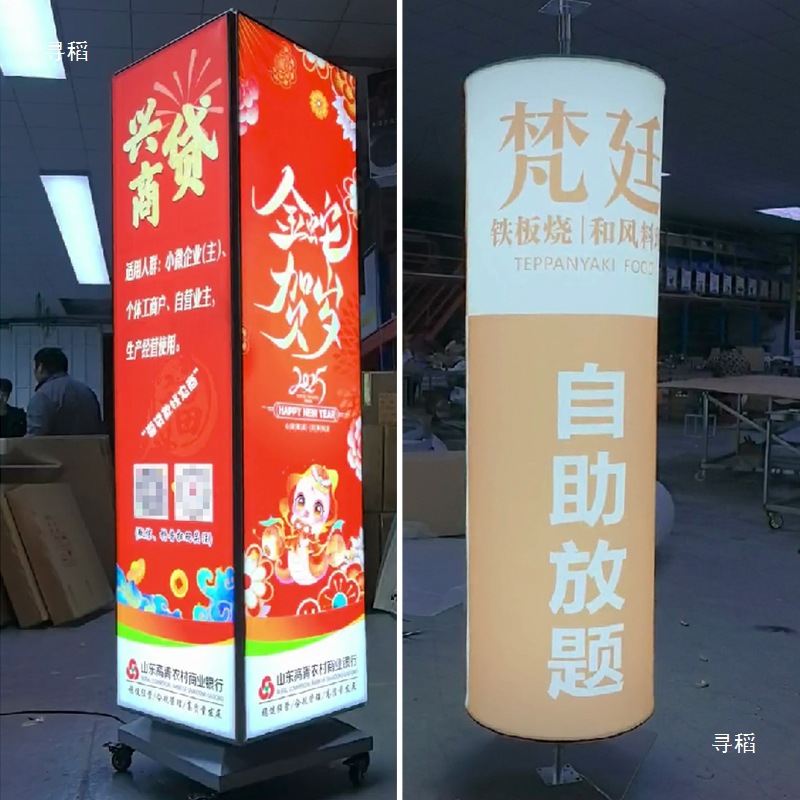 寻稻
兴商贷
适用人群：小微企业(主)、
个体工商户、自营业主，
生产经营使用。
山东高青农村商业银行
金蛇
贺岁
2025
HAPPY NEW YEAR
山东高青农村商业银行
梵廷
铁板烧|和风料
TEPPANYAKI FOOD
自助放题
寻稻